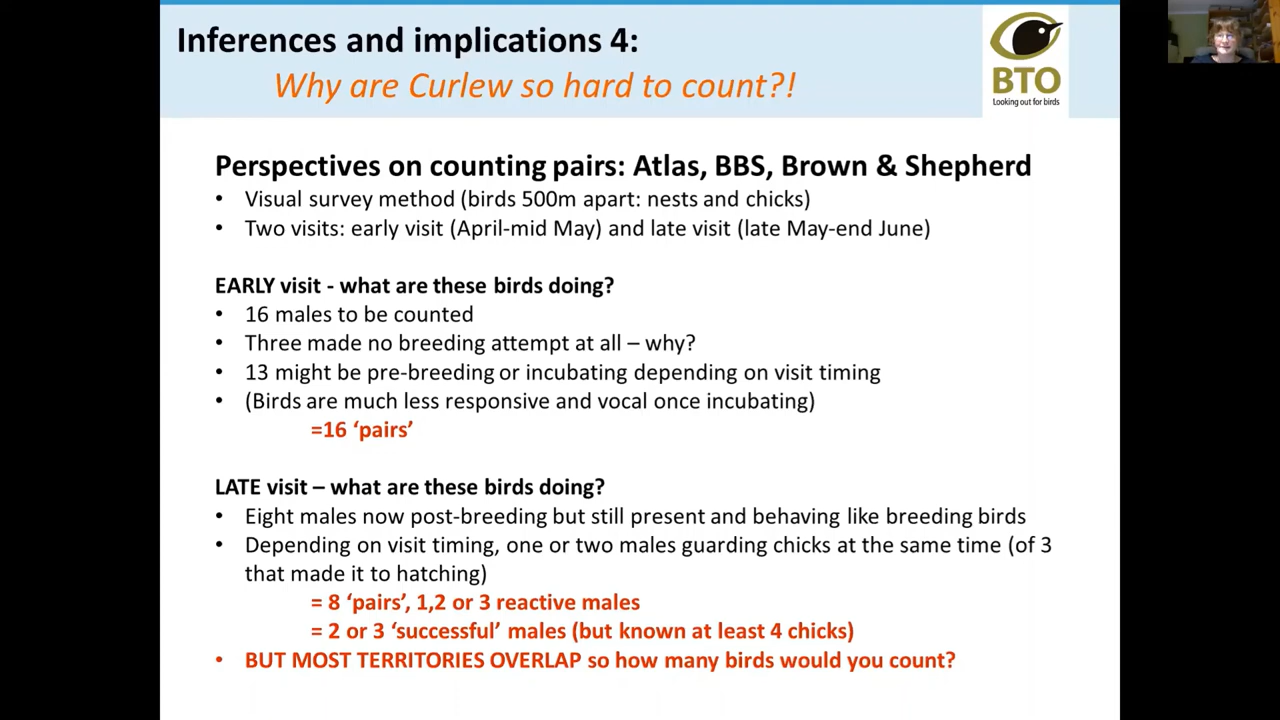 Inferences and implications 4:
Why are Curlew so hard to count?!
BTO
Looking out for birds
Perspectives on counting pairs: Atlas, BBS, Brown & Shepherd
• Visual survey method (birds 500m apart: nests and chicks)
• Two visits: early visit (April-mid May) and late visit (late May-end June)
EARLY visit - what are these birds doing?
• 16 males to be counted
• Three made no breeding attempt at all – why?
• 13 might be pre-breeding or incubating depending on visit timing
• (Birds are much less responsive and vocal once incubating)
=16 ‘pairs’
LATE visit – what are these birds doing?
• Eight males now post-breeding but still present and behaving like breeding birds
• Depending on visit timing, one or two males guarding chicks at the same time (of 3
that made it to hatching)
= 8 ‘pairs’, 1,2 or 3 reactive males
= 2 or 3 ‘successful’ males (but known at least 4 chicks)
• BUT MOST TERRITORIES OVERLAP so how many birds would you count?